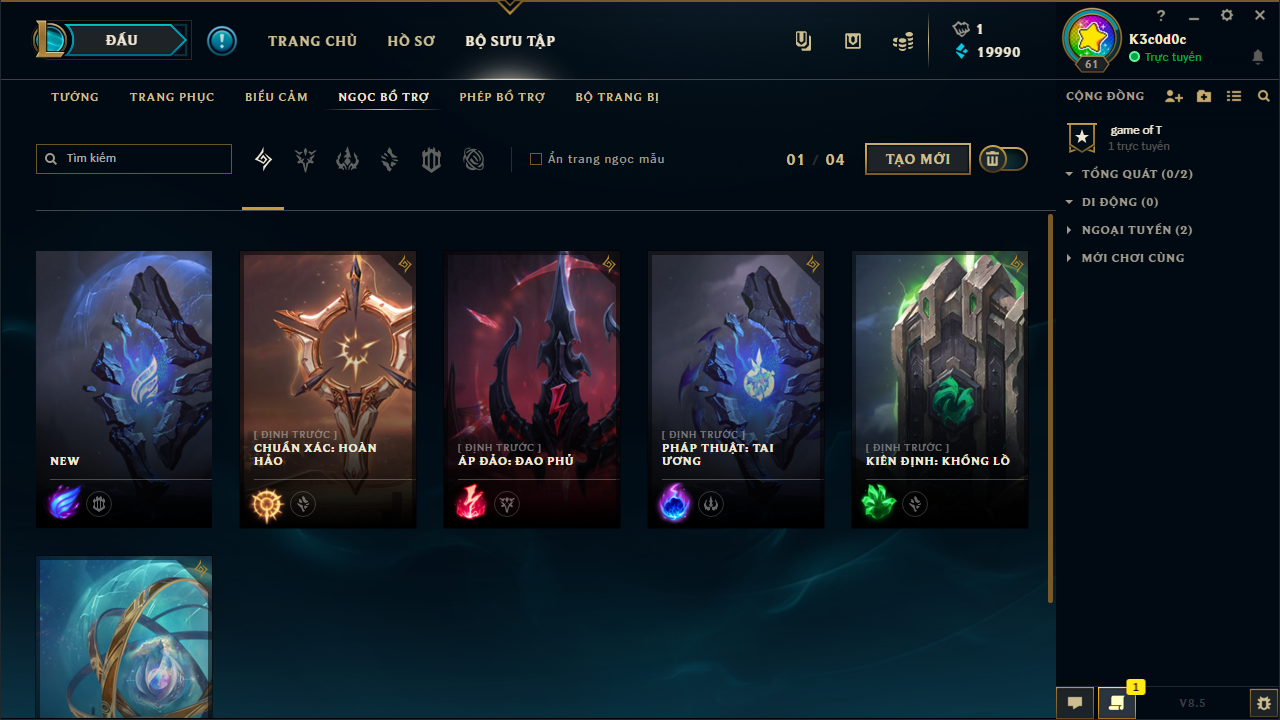 ĐẤU
TRANG CHỦ
HỒ SƠ
BỘ SƯU TẬP
1
19990
61
?
K3c0d0c
Trực tuyến
TƯỚNG
TRANG PHỤC
BIỂU CẢM
NGỌC BỔ TRỢ
PHÉP BỔ TRỢ
BỘ TRANG BỊ
CỘNG ĐỒNG
game of T
1 trực tuyến
TỔNG QUÁT (0/2)
DI ĐỘNG (0)
NGOẠI TUYẾN (2)
MỚI CHƠI CÙNG
Tìm kiếm
Ẩn trang ngọc mẫu
01 / 04
TẠO MỚI
NEW
[ ĐỊNH TRƯỚC ]
CHUẨN XÁC: HOÀN
HẢO
[ ĐỊNH TRƯỚC ]
ÁP ĐẢO: ĐAO PHỦ
[ ĐỊNH TRƯỚC ]
PHÁP THUẬT: TAI
ƯƠNG
[ ĐỊNH TRƯỚC ]
KIÊN ĐỊNH: KHỔNG LỒ
1
V8.5